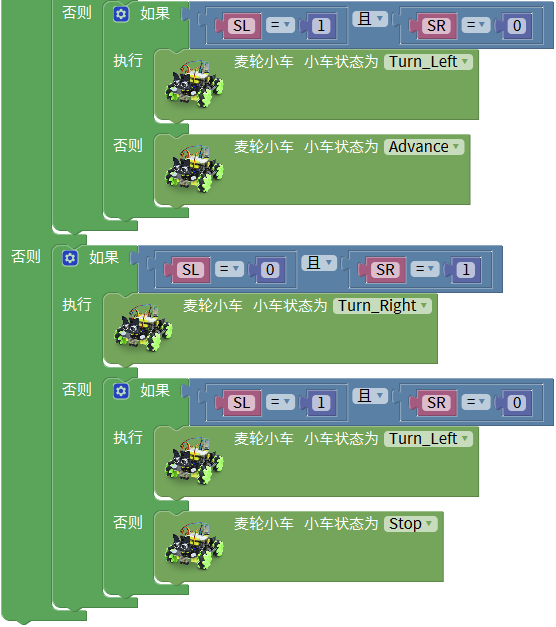 否则 如果 SL = 1 且 SR = 0
执行 麦轮小车 小车状态为 Turn_Left
否则 麦轮小车 小车状态为 Advance
否则 如果 SL = 0 且 SR = 1
执行 麦轮小车 小车状态为 Turn_Right
否则 如果 SL = 1 且 SR = 0
执行 麦轮小车 小车状态为 Turn_Left
否则 麦轮小车 小车状态为 Stop